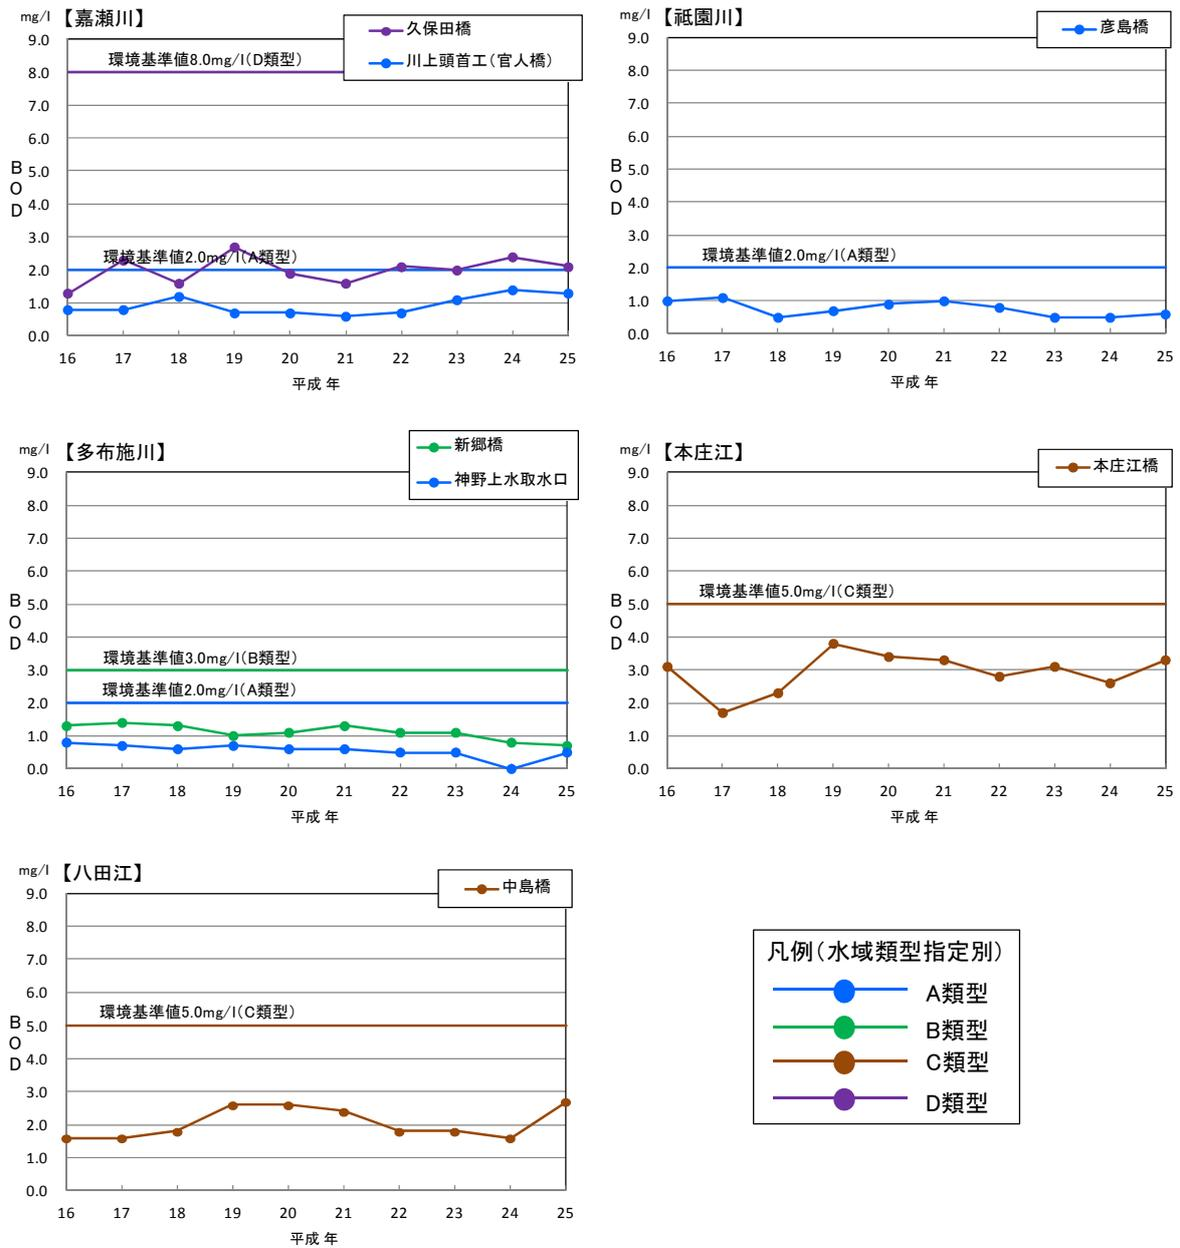 mg/l 【嘉瀬川】
久保田橋
川上頭首工(官人橋)
9.0
環境基準値8.0mg/l(D類型)
8.0
7.0
6.0
5.0
4.0
3.0
環境基準値2.0mg/l(A類型)
2.0
1.0
0.0
BOD
16 17 18 19 20 21 22 23 24 25
平成 年
mg/l 【祗園川】
彦島橋
9.0
8.0
7.0
6.0
5.0
4.0
3.0
環境基準値2.0mg/l(A類型)
2.0
1.0
0.0
BOD
16 17 18 19 20 21 22 23 24 25
平成 年
mg/l 【多布施川】
新郷橋
神野上水取水口
9.0
8.0
7.0
6.0
5.0
4.0
環境基準値3.0mg/l(B類型)
3.0
環境基準値2.0mg/l(A類型)
2.0
1.0
0.0
BOD
16 17 18 19 20 21 22 23 24 25
平成 年
mg/l 【本庄江】
本庄江橋
9.0
8.0
7.0
6.0
環境基準値5.0mg/l(C類型)
5.0
4.0
3.0
2.0
1.0
0.0
BOD
16 17 18 19 20 21 22 23 24 25
平成 年
mg/l 【八田江】
中島橋
9.0
8.0
7.0
6.0
環境基準値5.0mg/l(C類型)
5.0
4.0
3.0
2.0
1.0
0.0
BOD
16 17 18 19 20 21 22 23 24 25
平成 年
凡例(水域類型指定別)
A類型
B類型
C類型
D類型